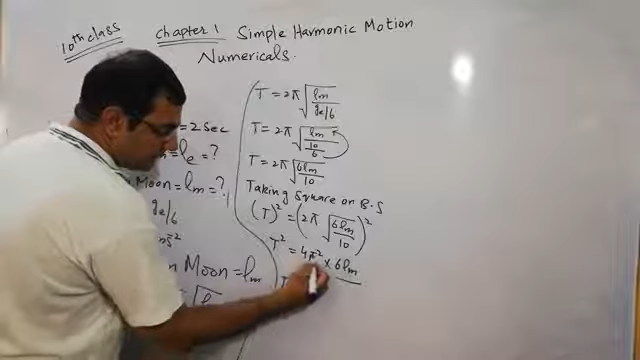 10th class
Chapter 1 Simple Harmonic Motion
Numericals.
= 2 Sec
= le = ?
Moon = lm = ?
ge/6
n Moon = lm
T = 2π √(lm / ge/6)
T = 2π √(lm / 10/6)
T = 2π √(6lm / 10)
Taking Square on B.S
(T)² = (2π √(6lm / 10))²
T² = 4π² × 6lm